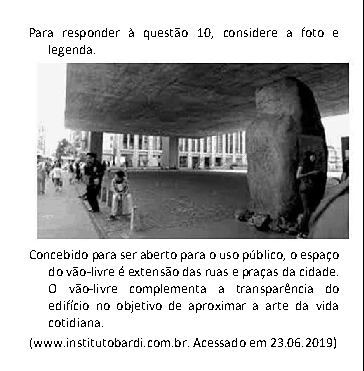 Para responder à questão 10, considere a foto e
legenda.
Concebido para ser aberto para o uso público, o espaço
do vão-livre é extensão das ruas e praças da cidade.
O vão-livre complementa a transparência do
edifício no objetivo de aproximar a arte da vida
cotidiana.
(www.institutobardi.com.br. Acessado em 23.06.2019)